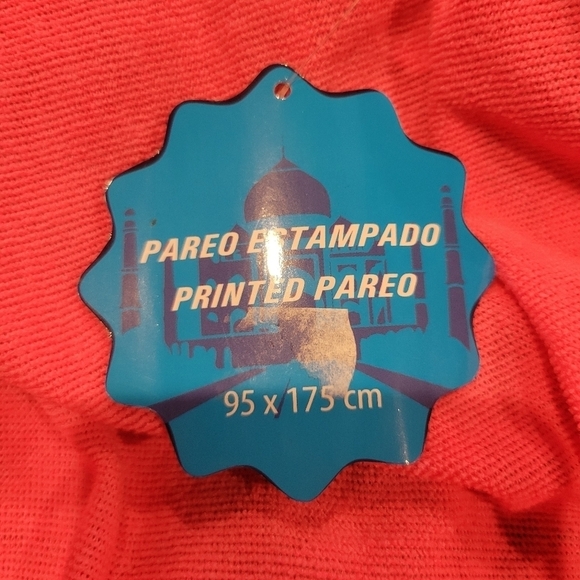 PAREO ESTAMPADO
PRINTED PAREO
95 x 175 cm